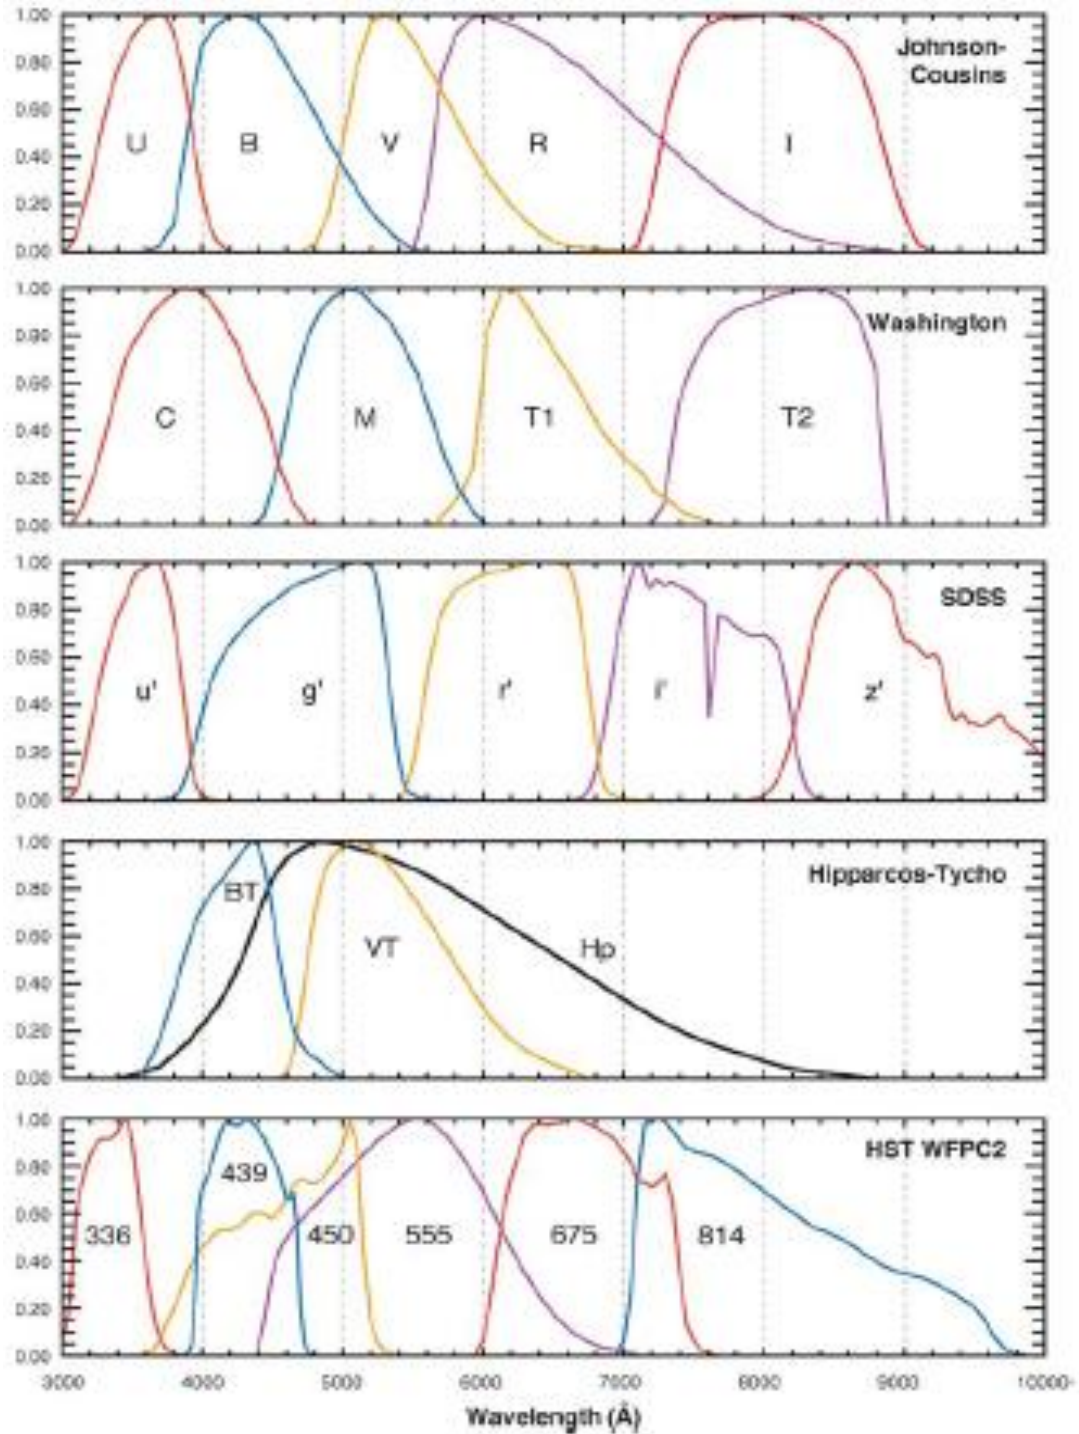 1.00
0.80
0.60
0.40
0.20
0.00
U
B
V
R
I
Johnson-
Cousins
1.00
0.80
0.60
0.40
0.20
0.00
C
M
T1
T2
Washington
1.00
0.80
0.60
0.40
0.20
0.00
u'
g'
r'
i'
z'
SDSS
1.00
0.80
0.60
0.40
0.20
0.00
BT
VT
Hp
Hipparcos-Tycho
1.00
0.80
0.60
0.40
0.20
0.00
336
439
450
555
675
814
HST WFPC2
3000 4000 5000 6000 7000 8000 9000 10000
Wavelength (Å)